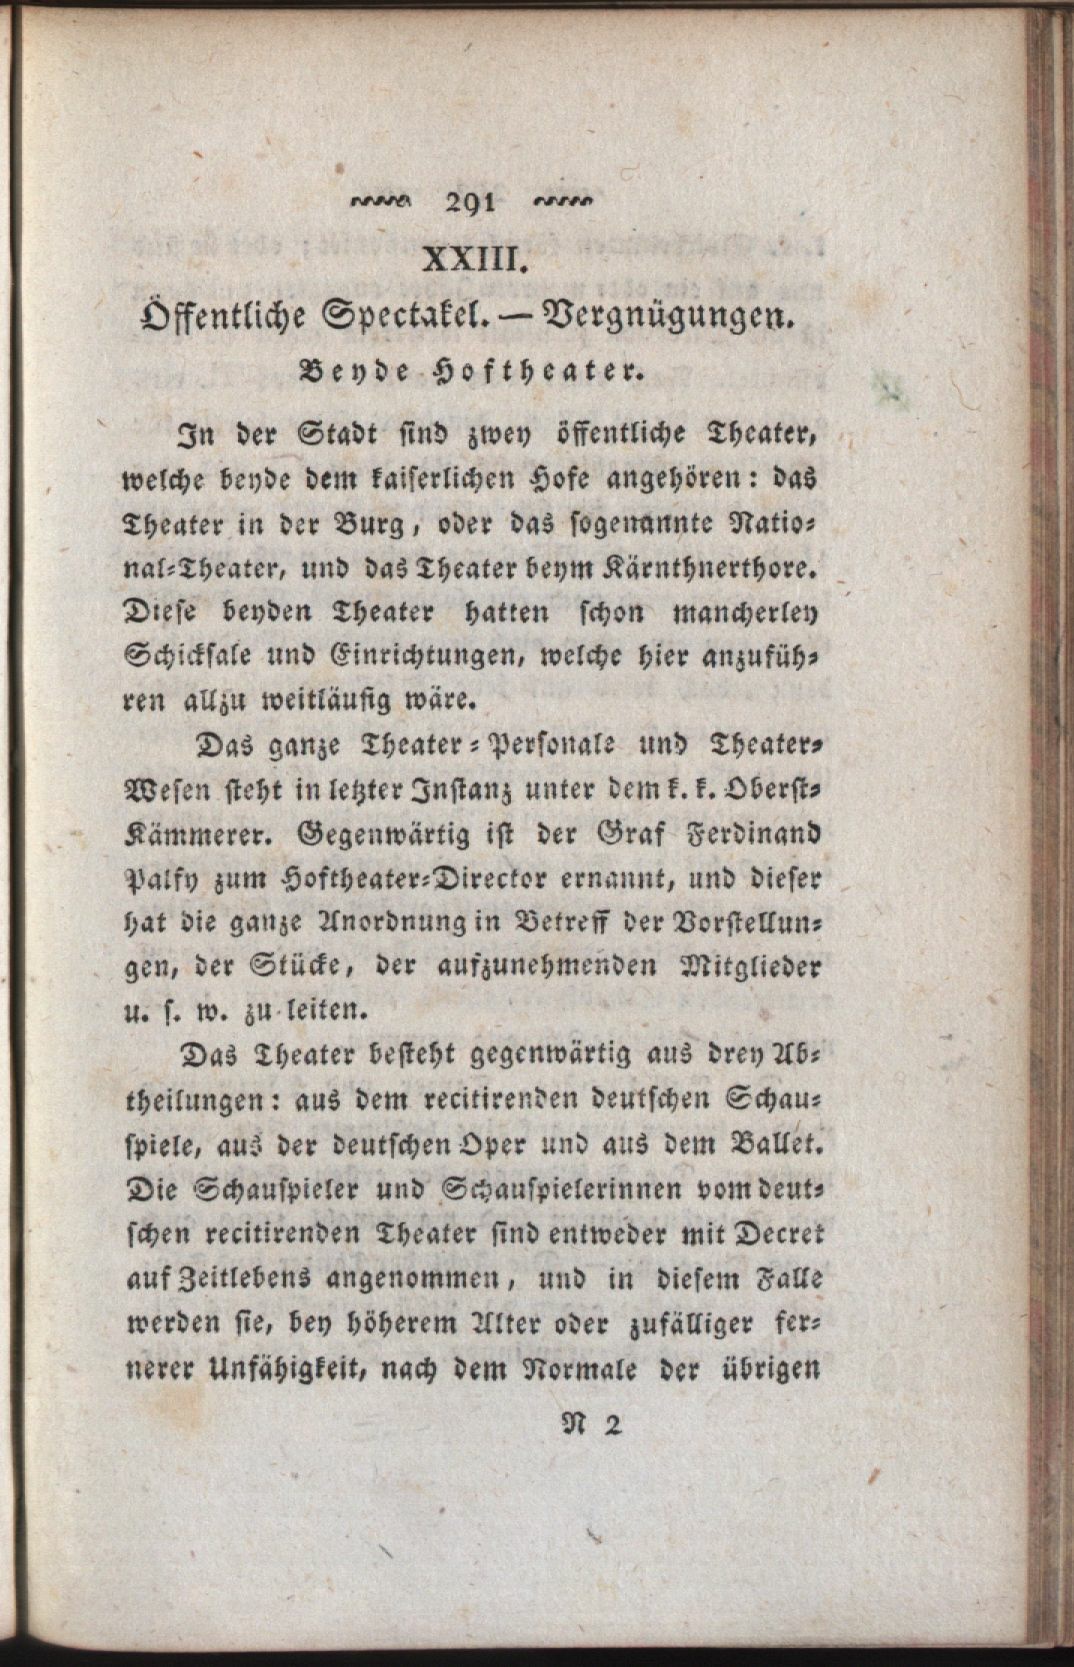 291
XXIII.
Öffentliche Spectakel. — Vergnügungen.
Beyde Hoftheater.
In der Stadt sind zwey öffentliche Theater,
welche beyde dem kaiserlichen Hofe angehören: das
Theater in der Burg, oder das sogenannte Natio-
nal-Theater, und das Theater beym Kärnthnerthore.
Diese beyden Theater hatten schon mancherley
Schicksale und Einrichtungen, welche hier anzufüh-
ren allzu weitläufig wäre.
Das ganze Theater-Personale und Theater-
Wesen steht in letzter Instanz unter dem k. k. Oberst-
Kämmerer. Gegenwärtig ist der Graf Ferdinand
Palfy zum Hoftheater-Director ernannt, und dieser
hat die ganze Anordnung in Betreff der Vorstellun-
gen, der Stücke, der aufzunehmenden Mitglieder
u. s. w. zu leiten.
Das Theater besteht gegenwärtig aus drey Ab-
theilungen: aus dem recitirenden deutschen Schau-
spiele, aus der deutschen Oper und aus dem Ballet.
Die Schauspieler und Schauspielerinnen vom deut-
schen recitirenden Theater sind entweder mit Decret
auf Zeitlebens angenommen, und in diesem Falle
werden sie, bey höherem Alter oder zufälliger fer-
nerer Unfähigkeit, nach dem Normale der übrigen
N 2